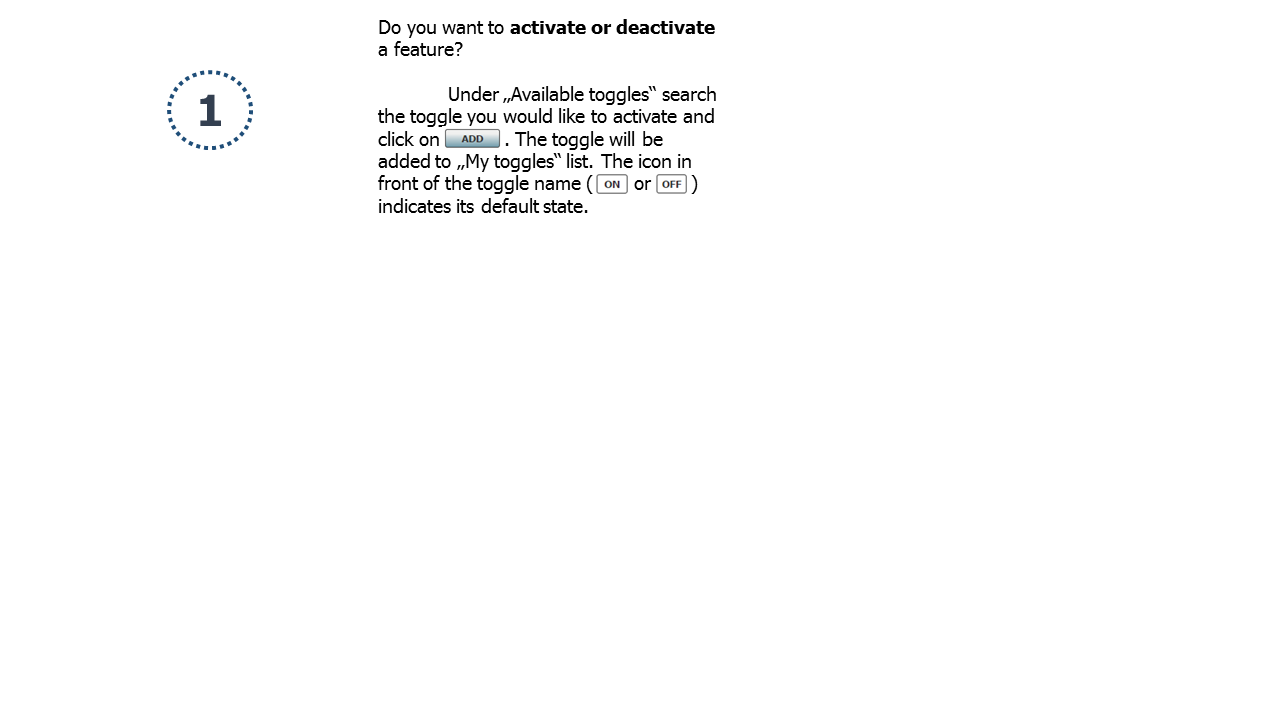 Do you want to activate or deactivate
a feature?
1
Under „Available toggles‟ search
the toggle you would like to activate and
click on ADD . The toggle will be
added to „My toggles‟ list. The icon in
front of the toggle name ( ON or OFF )
indicates its default state.